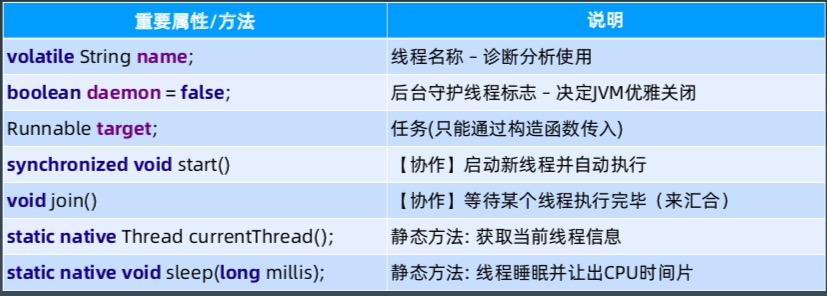 重要属性/方法 说明
volatile String name; 线程名称 – 诊断分析使用
boolean daemon = false; 后台守护线程标志 – 决定JVM优雅关闭
Runnable target; 任务(只能通过构造函数传入)
synchronized void start() 【协作】启动新线程并自动执行
void join() 【协作】等待某个线程执行完毕（来汇合）
static native Thread currentThread(); 静态方法: 获取当前线程信息
static native void sleep(long millis); 静态方法: 线程睡眠并让出CPU时间片